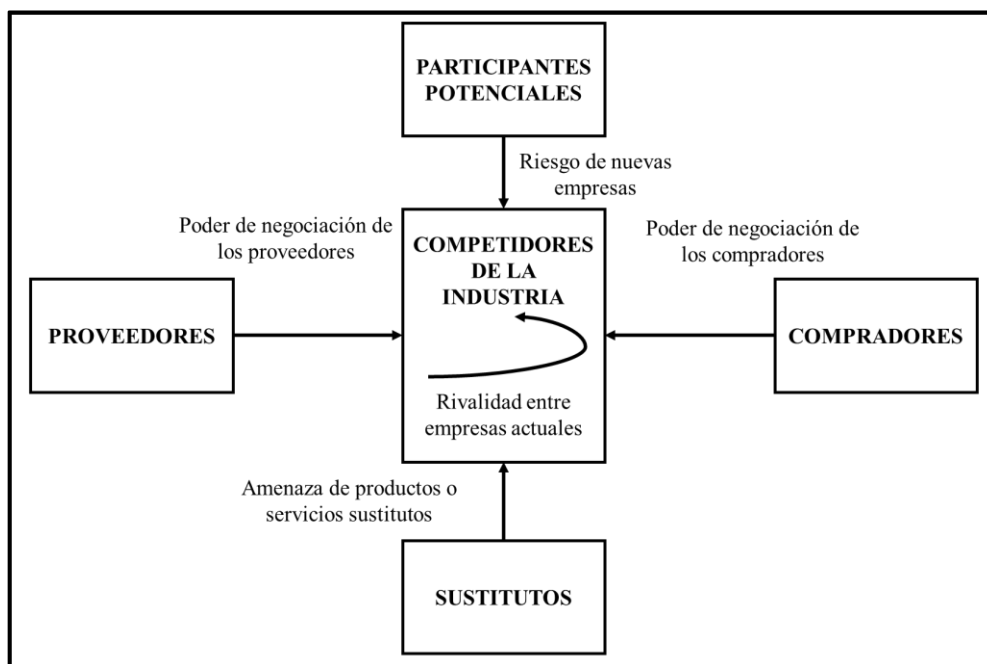 PARTICIPANTES
POTENCIALES
Riesgo de nuevas
empresas
Poder de negociación de
los proveedores
COMPETIDORES
DE LA
INDUSTRIA
Poder de negociación de
los compradores
PROVEEDORES
COMPRADORES
Rivalidad entre
empresas actuales
Amenaza de productos o
servicios sustitutos
SUSTITUTOS